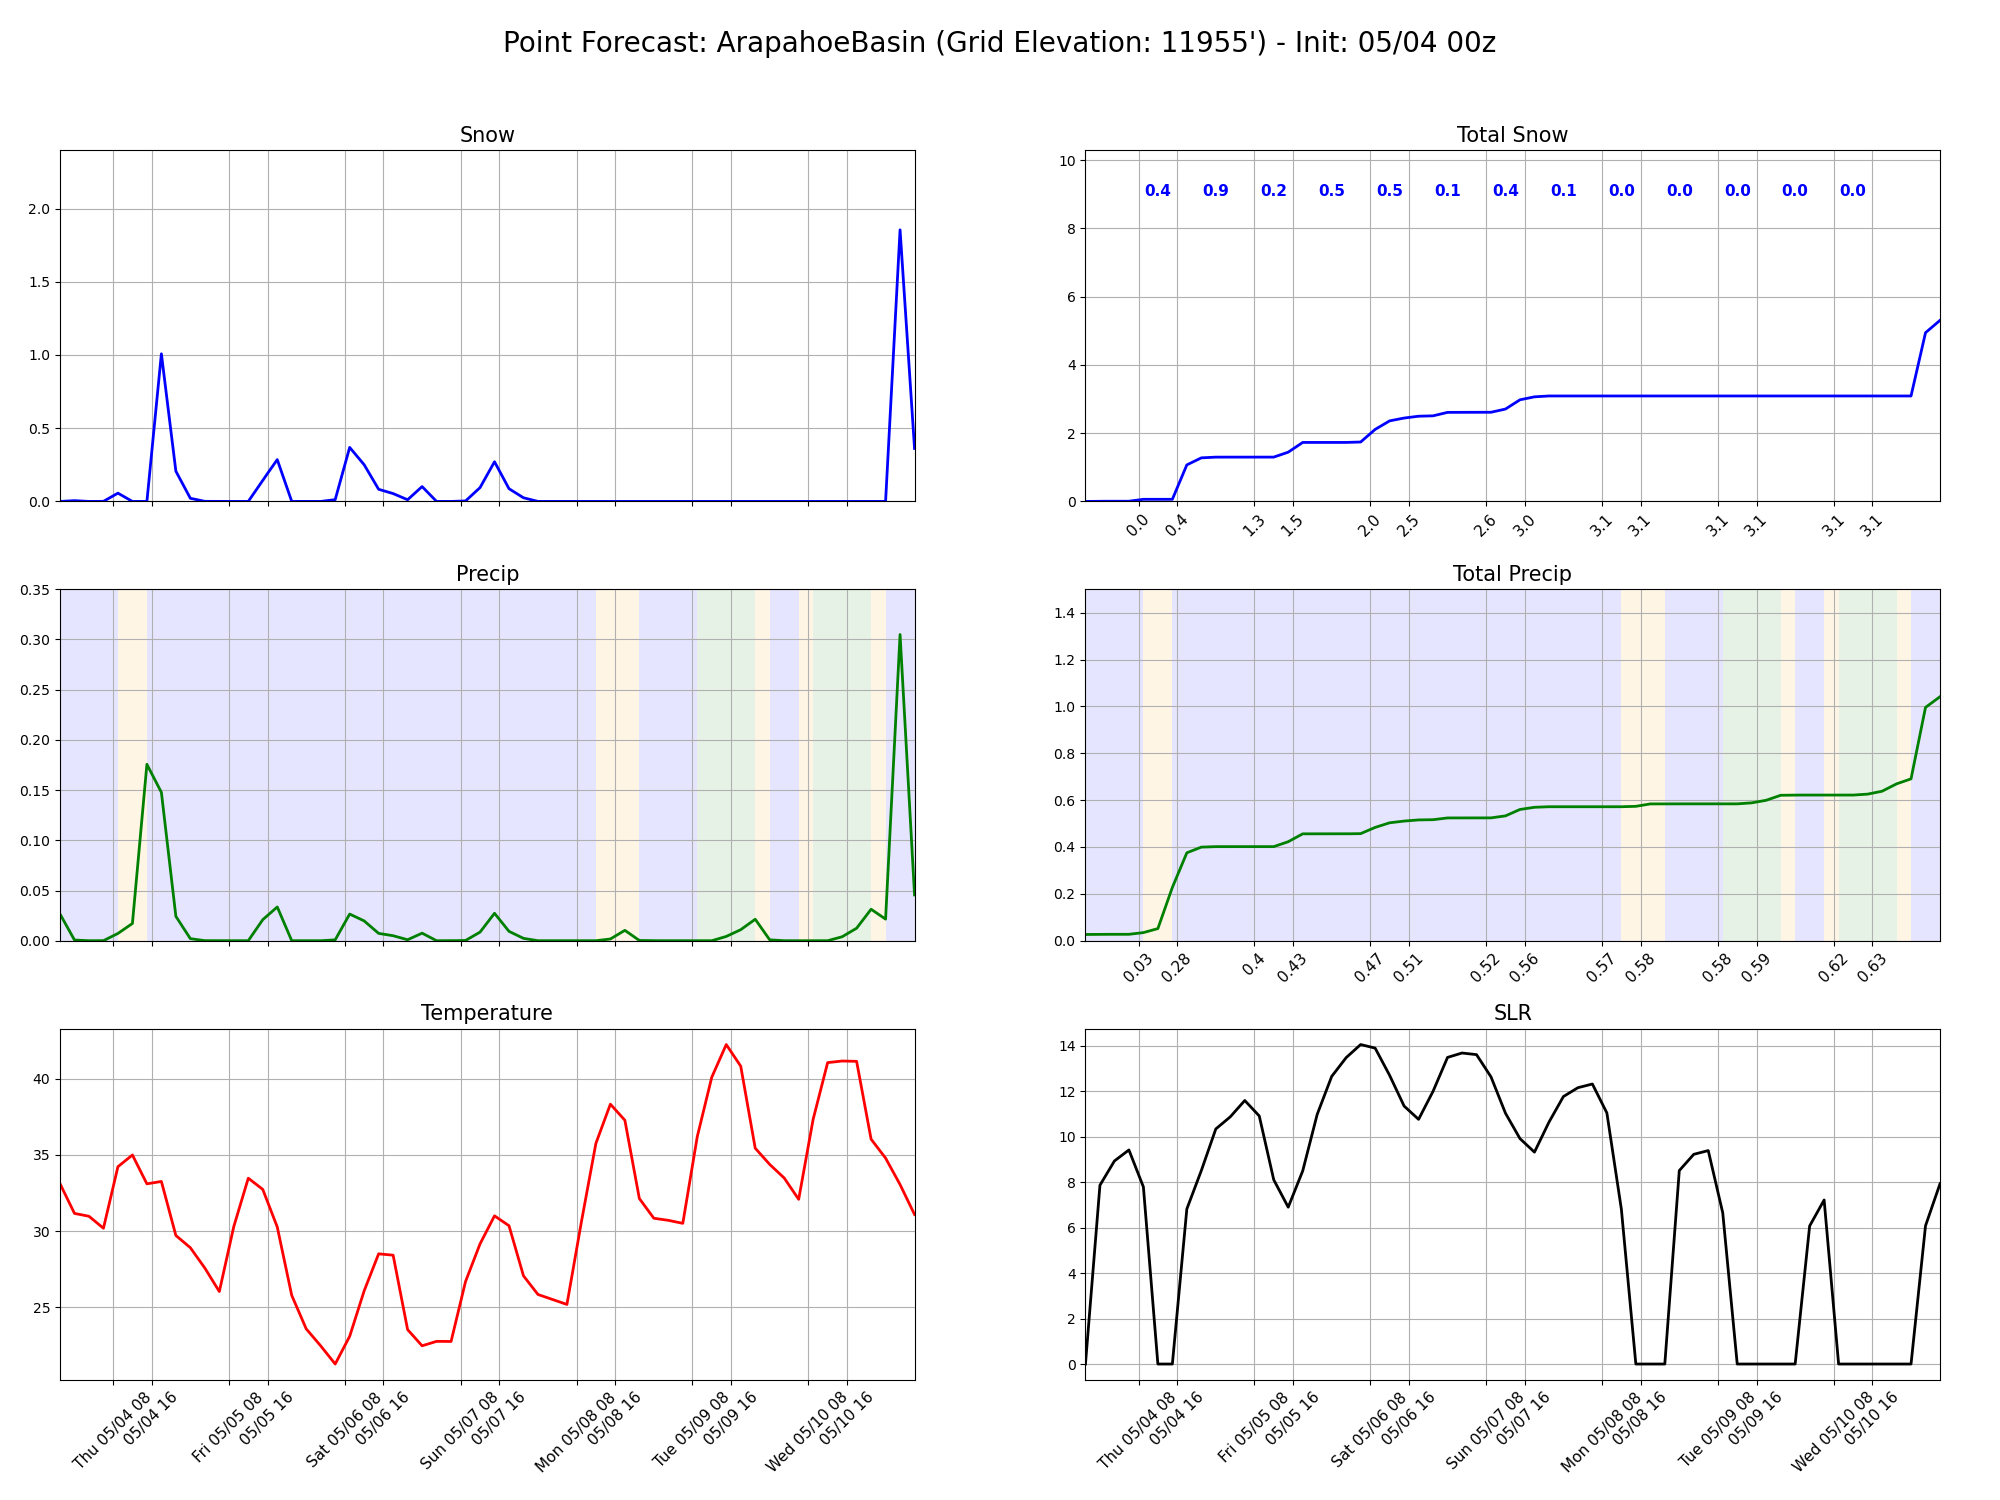 Point Forecast: ArapahoeBasin (Grid Elevation: 11955') - Init: 05/04 00z
Snow
2.0
1.5
1.0
0.5
0.0
Total Snow
10
8
6
4
2
0
0.4 0.9 0.2 0.5 0.5 0.1 0.4 0.1 0.0 0.0 0.0 0.0 0.0
0.0 0.4 1.3 1.5 2.0 2.5 2.6 3.0 3.1 3.1 3.1 3.1 3.1 3.1
Precip
0.35
0.30
0.25
0.20
0.15
0.10
0.05
0.00
Total Precip
1.4
1.2
1.0
0.8
0.6
0.4
0.2
0.0
0.03 0.28 0.4 0.43 0.47 0.51 0.52 0.56 0.57 0.58 0.58 0.59 0.62 0.63
Temperature
40
35
30
25
Thu 05/04 08
05/04 16
Fri 05/05 08
05/05 16
Sat 05/06 08
05/06 16
Sun 05/07 08
05/07 16
Mon 05/08 08
05/08 16
Tue 05/09 08
05/09 16
Wed 05/10 08
05/10 16
SLR
14
12
10
8
6
4
2
0
Thu 05/04 08
05/04 16
Fri 05/05 08
05/05 16
Sat 05/06 08
05/06 16
Sun 05/07 08
05/07 16
Mon 05/08 08
05/08 16
Tue 05/09 08
05/09 16
Wed 05/10 08
05/10 16